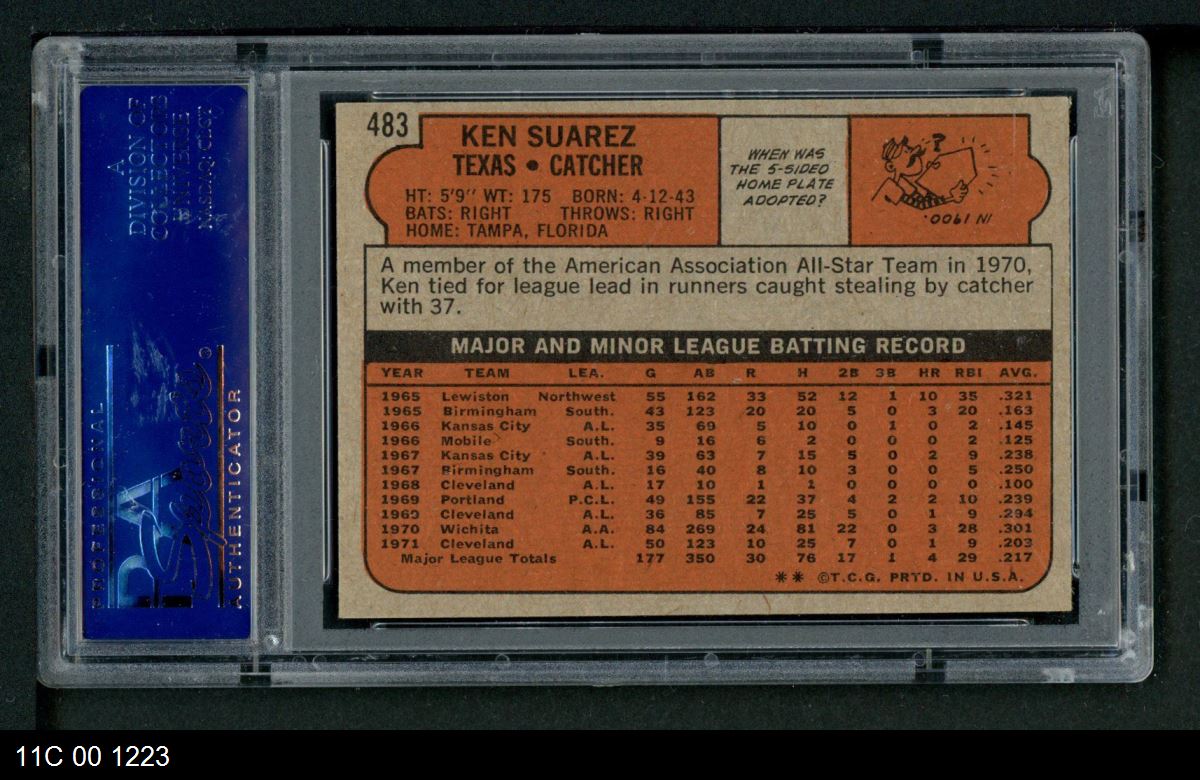 483
KEN SUAREZ
TEXAS • CATCHER
HT: 5'9" WT: 175 BORN: 4-12-43
BATS: RIGHT THROWS: RIGHT
HOME: TAMPA, FLORIDA
WHEN WAS
THE 5-SIDED
HOME PLATE
ADOPTED?
?
IN 1900.
A member of the American Association All-Star Team in 1970,
Ken tied for league lead in runners caught stealing by catcher
with 37.
MAJOR AND MINOR LEAGUE BATTING RECORD
YEAR TEAM LEA. G AB R H 2B 3B HR RBI AVG.
1965 Lewiston Northwest 55 162 33 52 12 1 10 35 .321
1965 Birmingham South. 43 123 20 20 5 0 3 20 .163
1966 Kansas City A.L. 35 69 5 10 0 1 0 2 .145
1966 Mobile South. 9 16 6 2 0 0 0 2 .125
1967 Kansas City A.L. 39 63 7 15 5 0 2 9 .238
1967 Birmingham South. 16 40 8 10 3 0 0 5 .250
1968 Cleveland A.L. 17 10 1 1 0 0 0 0 .100
1969 Portland P.C.L. 49 155 22 37 4 2 2 10 .239
1969 Cleveland A.L. 36 85 7 25 5 0 1 9 .294
1970 Wichita A.A. 84 269 24 81 22 0 3 28 .301
1971 Cleveland A.L. 50 123 10 25 7 0 1 9 .203
Major League Totals 177 350 30 76 17 1 4 29 .217
** ©T.C.G. PRTD. IN U.S.A.
A
DIVISION OF
COLLECTORS
UNIVERSE
NASDAQ: CLCT
PROFESSIONAL
PSA
Sports
AUTHENTICATOR
11C 00 1223